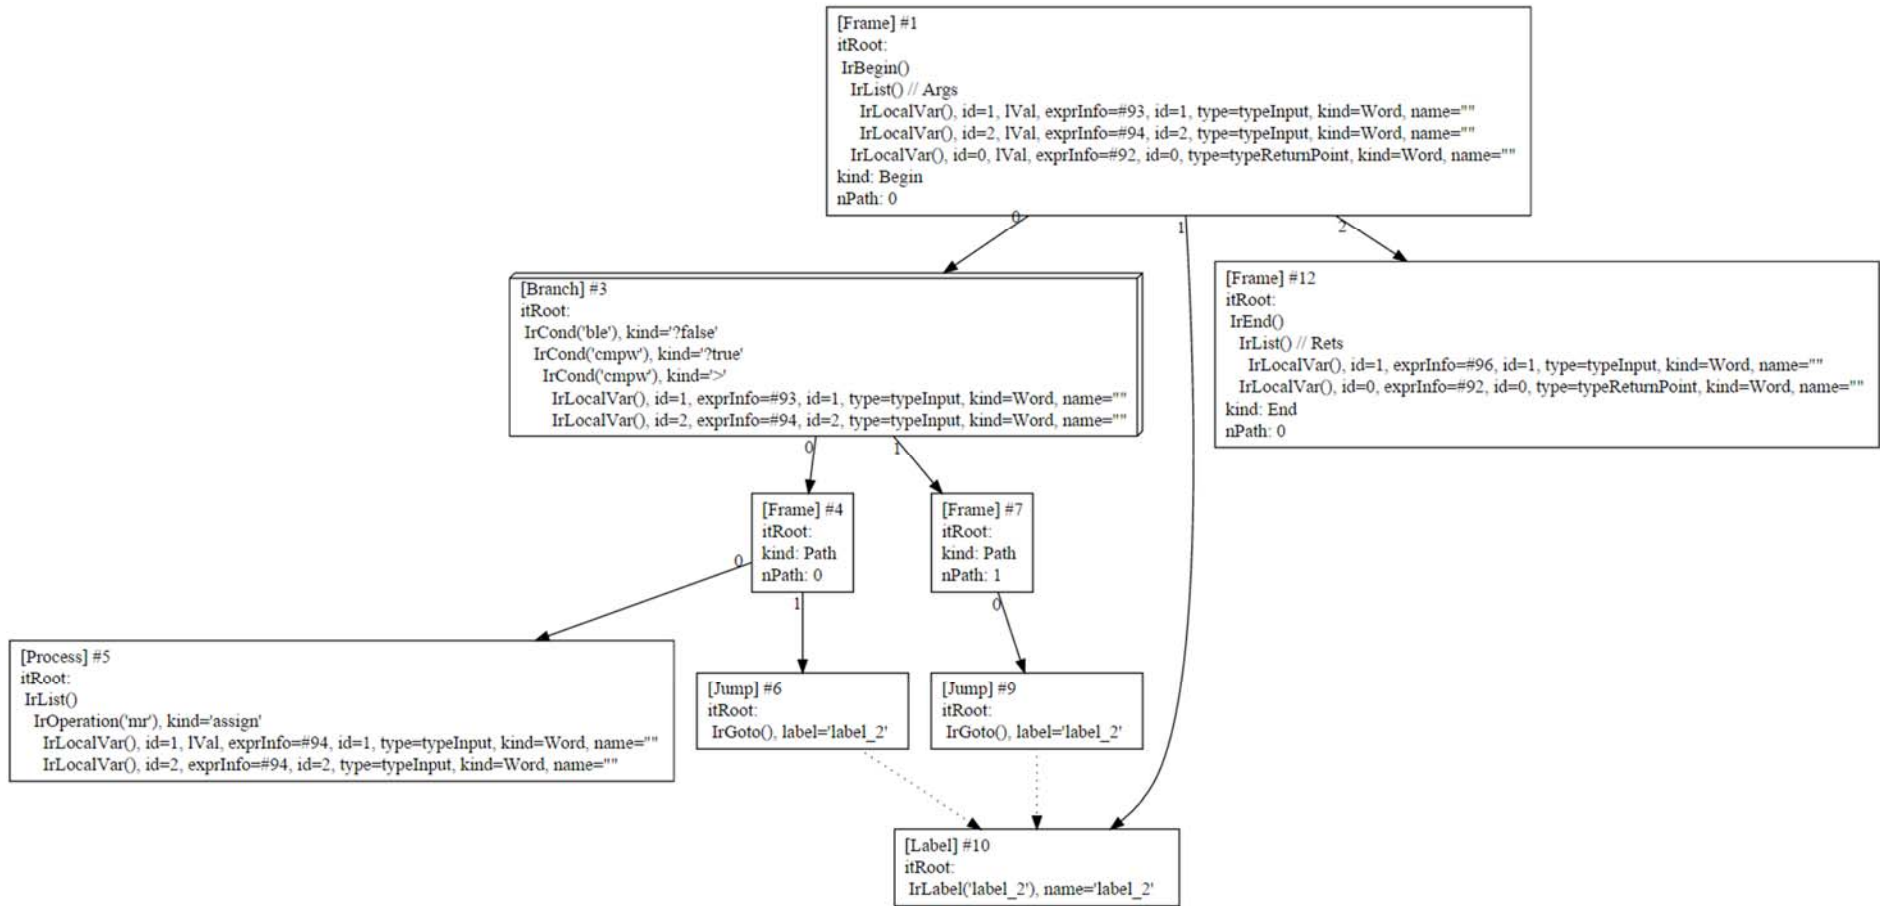 [Frame] #1
itRoot:
IrBegin()
IrList() // Args
IrLocalVar(), id=1, lVal, exprInfo=#93, id=1, type=typeInput, kind=Word, name=""
IrLocalVar(), id=2, lVal, exprInfo=#94, id=2, type=typeInput, kind=Word, name=""
IrLocalVar(), id=0, lVal, exprInfo=#92, id=0, type=typeReturnPoint, kind=Word, name=""
kind: Begin
nPath: 0
0
1
2
[Branch] #3
itRoot:
IrCond('ble'), kind='?false'
IrCond('cmpw'), kind='?true'
IrCond('cmpw'), kind='>'
IrLocalVar(), id=1, exprInfo=#93, id=1, type=typeInput, kind=Word, name=""
IrLocalVar(), id=2, exprInfo=#94, id=2, type=typeInput, kind=Word, name=""
[Frame] #12
itRoot:
IrEnd()
IrList() // Rets
IrLocalVar(), id=1, exprInfo=#96, id=1, type=typeInput, kind=Word, name=""
IrLocalVar(), id=0, exprInfo=#92, id=0, type=typeReturnPoint, kind=Word, name=""
kind: End
nPath: 0
0
1
[Frame] #4
itRoot:
kind: Path
nPath: 0
[Frame] #7
itRoot:
kind: Path
nPath: 1
0
1
0
[Process] #5
itRoot:
IrList()
IrOperation('mr'), kind='assign'
IrLocalVar(), id=1, lVal, exprInfo=#94, id=1, type=typeInput, kind=Word, name=""
IrLocalVar(), id=2, exprInfo=#94, id=2, type=typeInput, kind=Word, name=""
[Jump] #6
itRoot:
IrGoto(), label='label_2'
[Jump] #9
itRoot:
IrGoto(), label='label_2'
[Label] #10
itRoot:
IrLabel('label_2'), name='label_2'